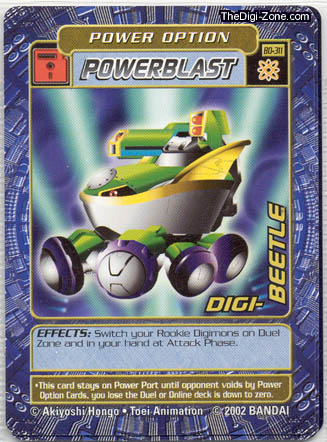 TheDigi-Zone.com
POWER OPTION
POWERBLAST
BO-311
DIGI-
BEETLE
EFFECTS: Switch your Rookie Digimons on Duel
Zone and in your hand at Attack Phase.
•This card stays on Power Port until opponent voids by Power
Option Cards, you lose the Duel or Online deck is down to zero.
© Akiyoshi Hongo • Toei Animation © 2002 BANDAI